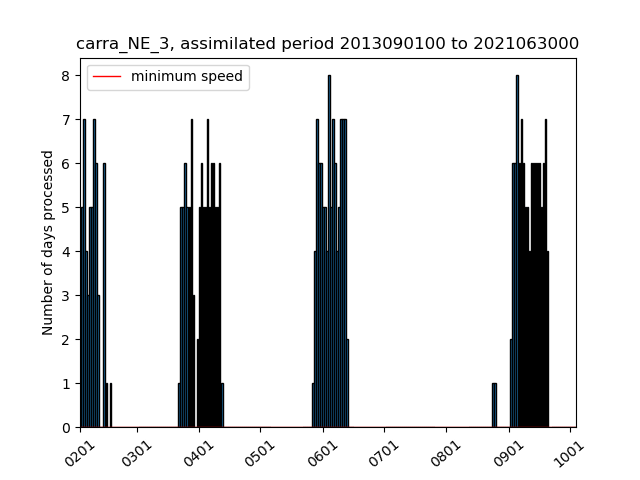 carra_NE_3, assimilated period 2013090100 to 2021063000
minimum speed
Number of days processed
8
7
6
5
4
3
2
1
0
0201 0301 0401 0501 0601 0701 0801 0901 1001